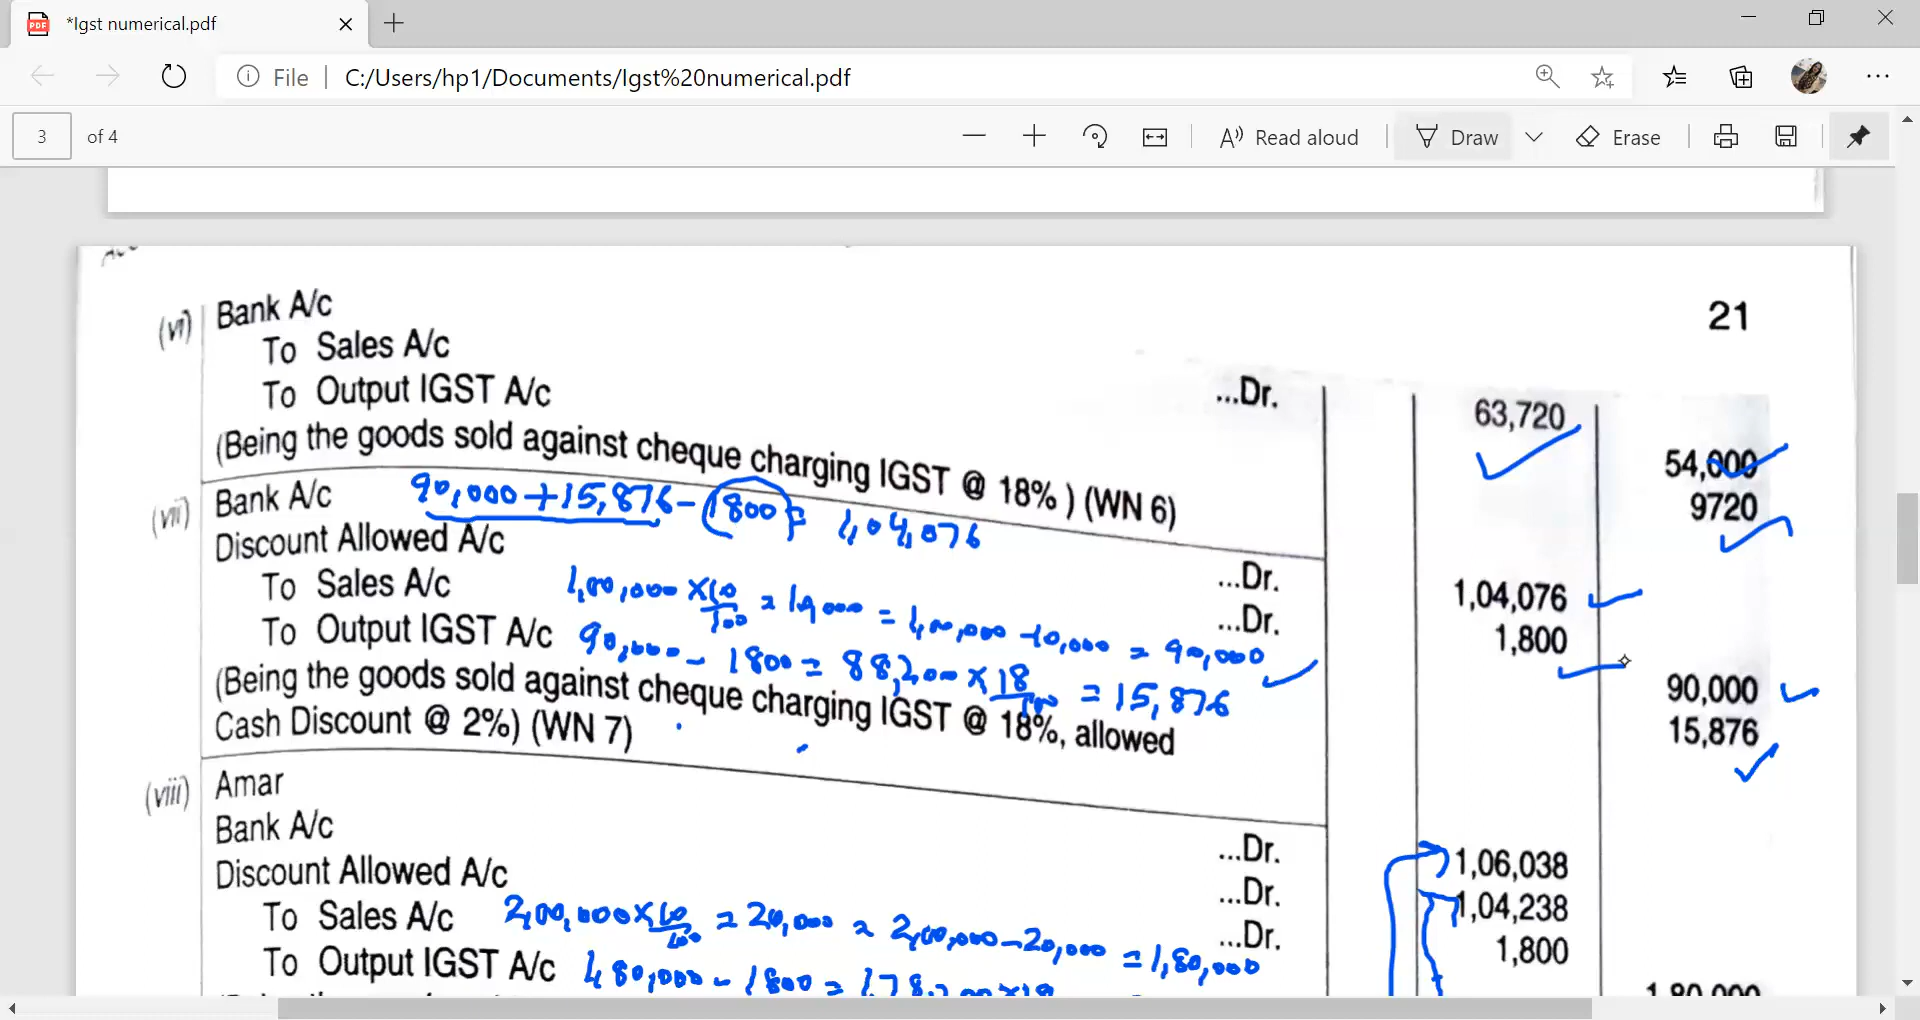 *Igst numerical.pdf
File | C:/Users/hp1/Documents/Igst%20numerical.pdf
3 of 4
Read aloud
Draw
Erase
21
(vi) Bank A/c ...Dr. 63,720
To Sales A/c 54,000
To Output IGST A/c 9720
(Being the goods sold against cheque charging IGST @ 18% ) (WN 6)
(vii) Bank A/c ...Dr. 1,04,076
90,000 + 15,876 - 1800 = 1,04,076
Discount Allowed A/c ...Dr. 1,800
To Sales A/c 90,000
1,00,000 × 10/100 = 10,000 = 1,00,000 - 10,000 = 90,000
To Output IGST A/c 15,876
90,000 - 1800 = 88,200 × 18/100 = 15,876
(Being the goods sold against cheque charging IGST @ 18%, allowed
Cash Discount @ 2%) (WN 7)
(viii) Amar ...Dr. 1,06,038
Bank A/c ...Dr. 1,04,238
Discount Allowed A/c ...Dr. 1,800
To Sales A/c 1,80,000
2,00,000 × 10/100 = 20,000 = 2,00,000 - 20,000 = 1,80,000
To Output IGST A/c
1,80,000 - 1800 = 1,78,200 × 18